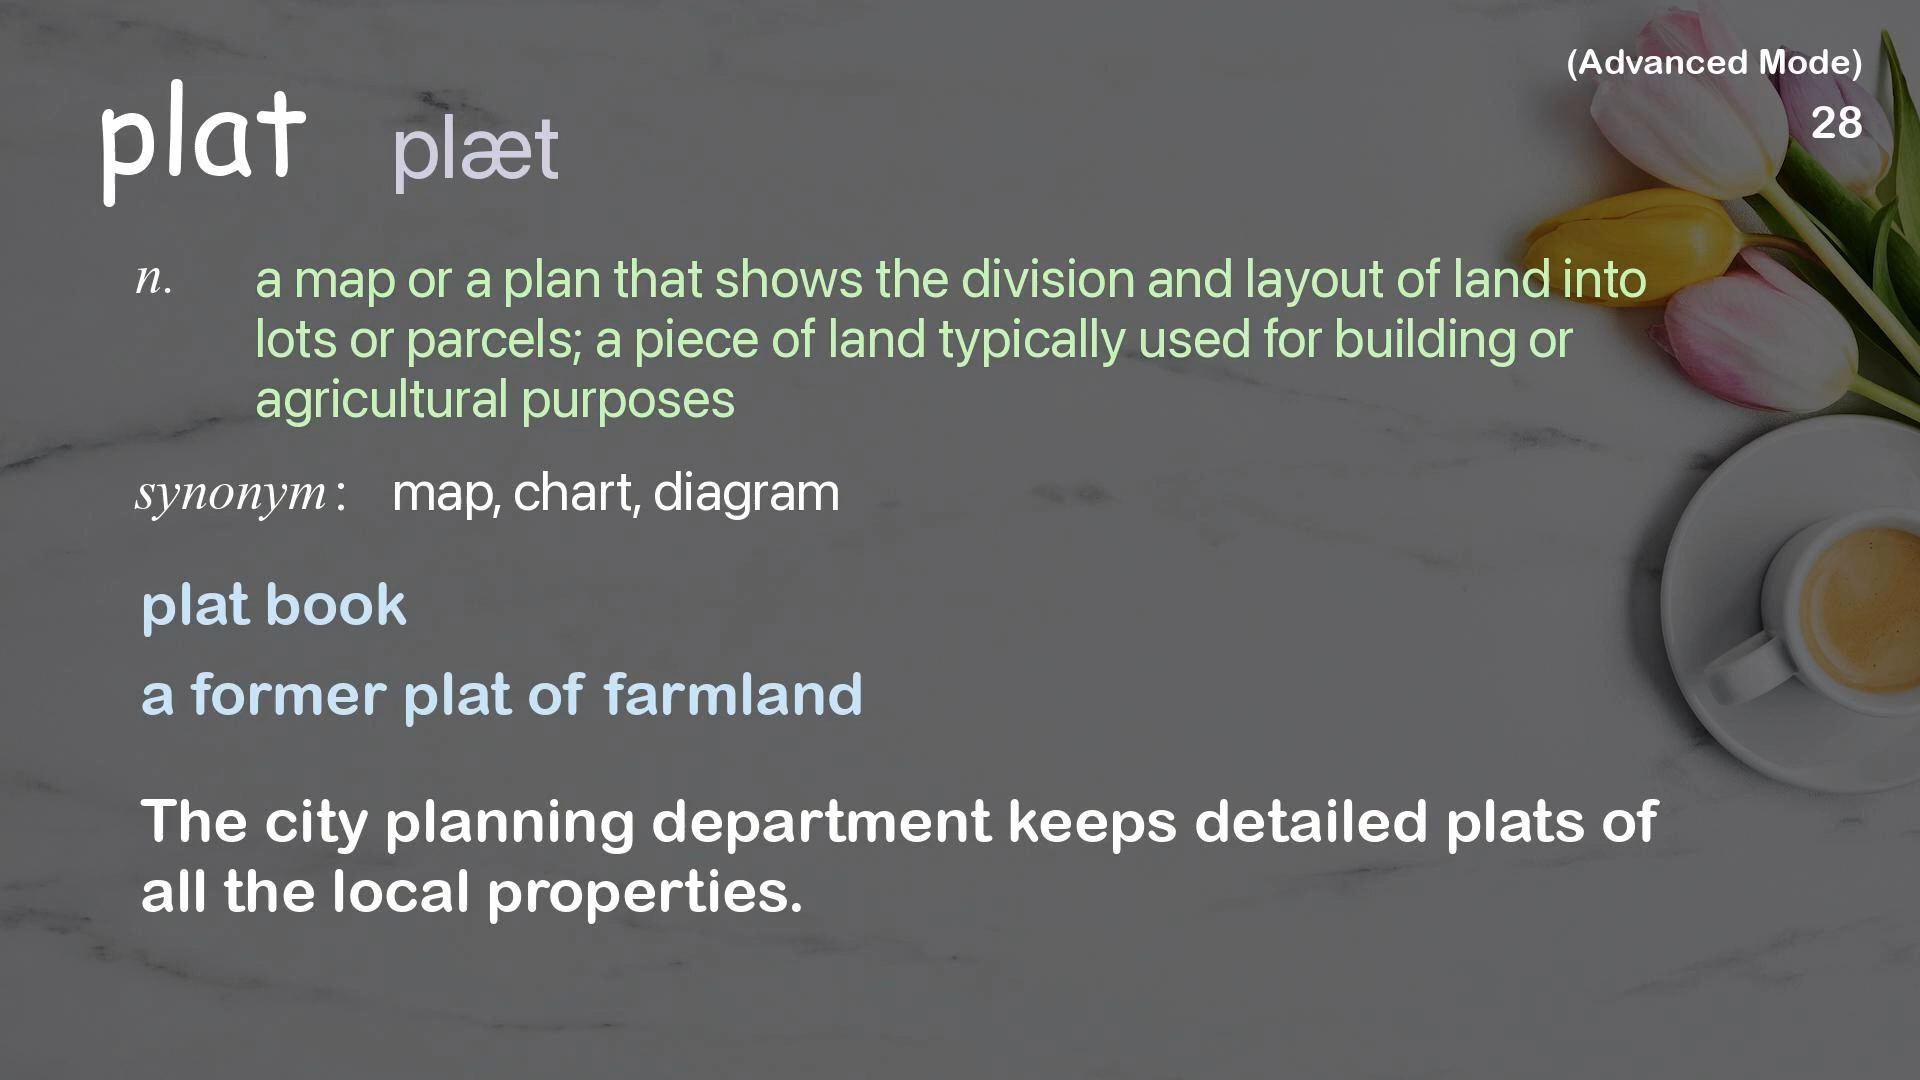 (Advanced Mode)
28
plat plæt
n. a map or a plan that shows the division and layout of land into
lots or parcels; a piece of land typically used for building or
agricultural purposes
synonym: map, chart, diagram
plat book
a former plat of farmland
The city planning department keeps detailed plats of
all the local properties.